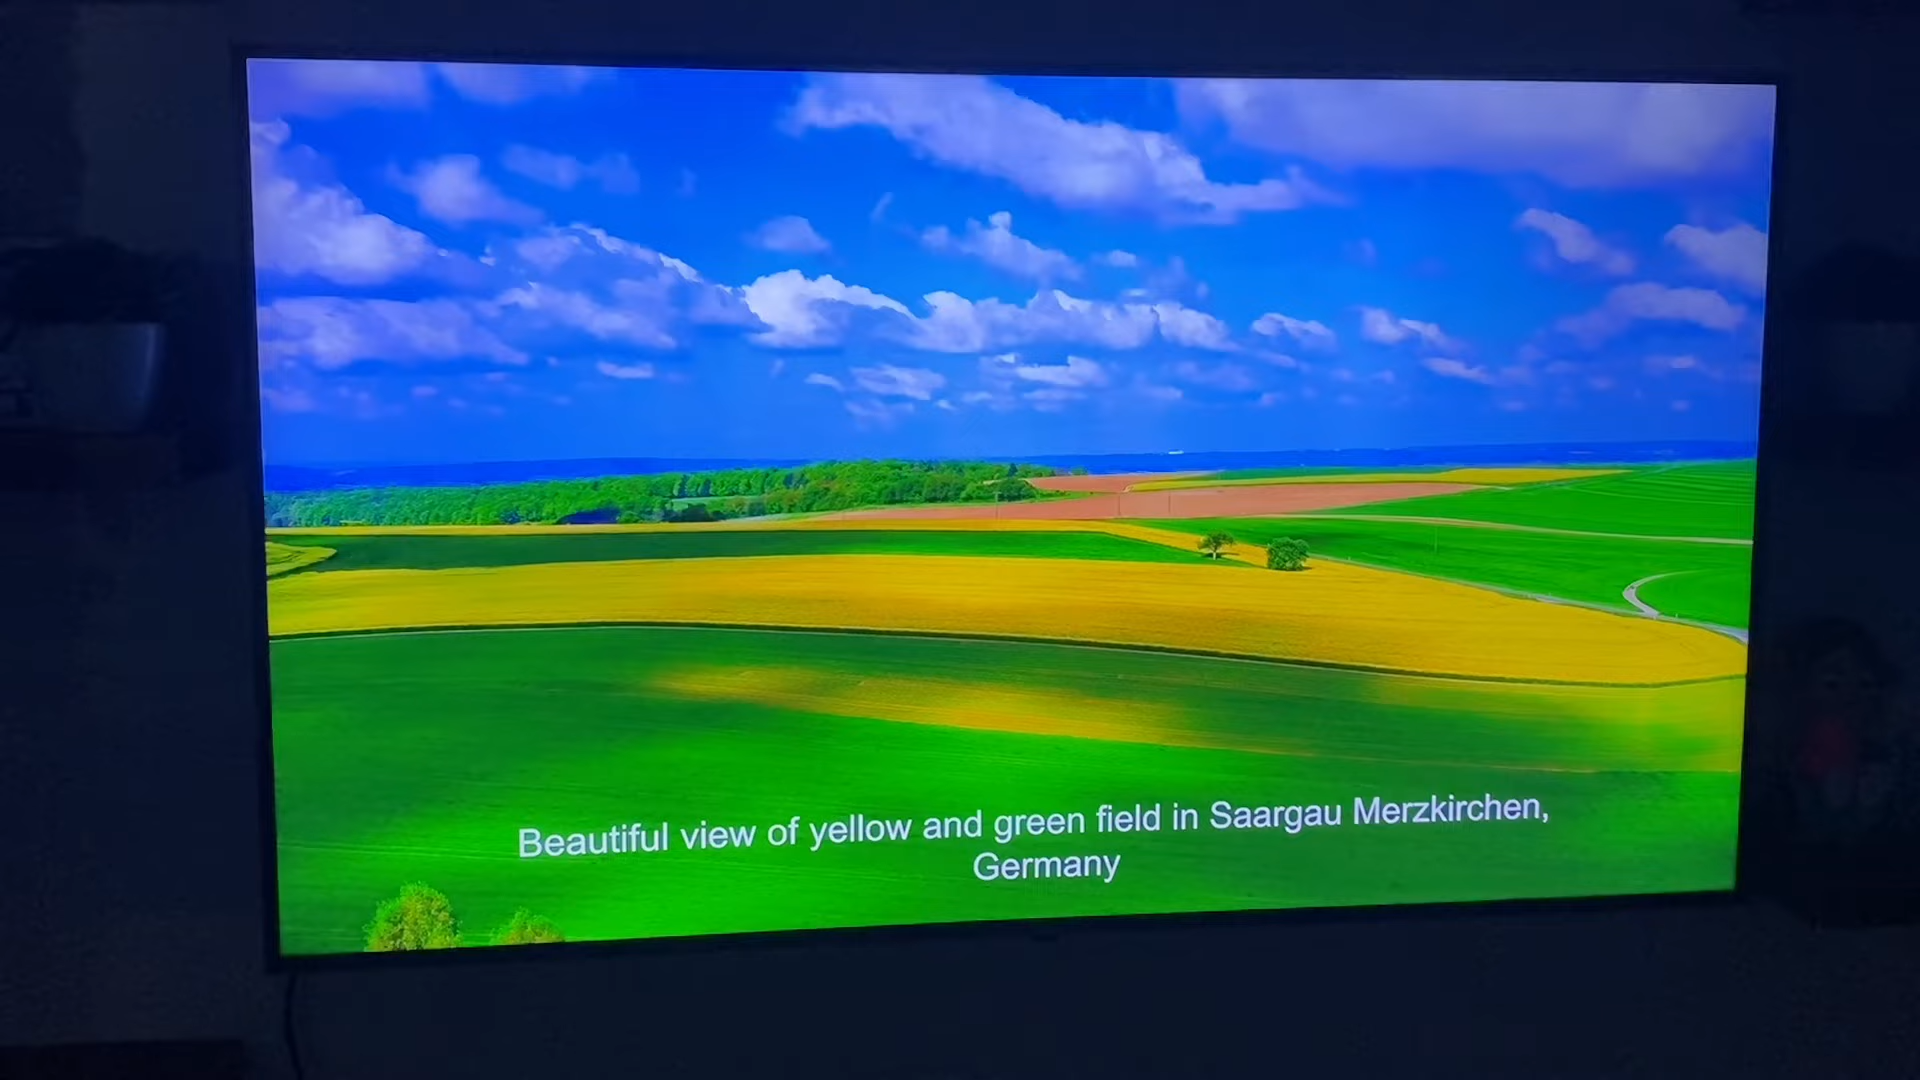 Beautiful view of yellow and green field in Saargau Merzkirchen,
Germany